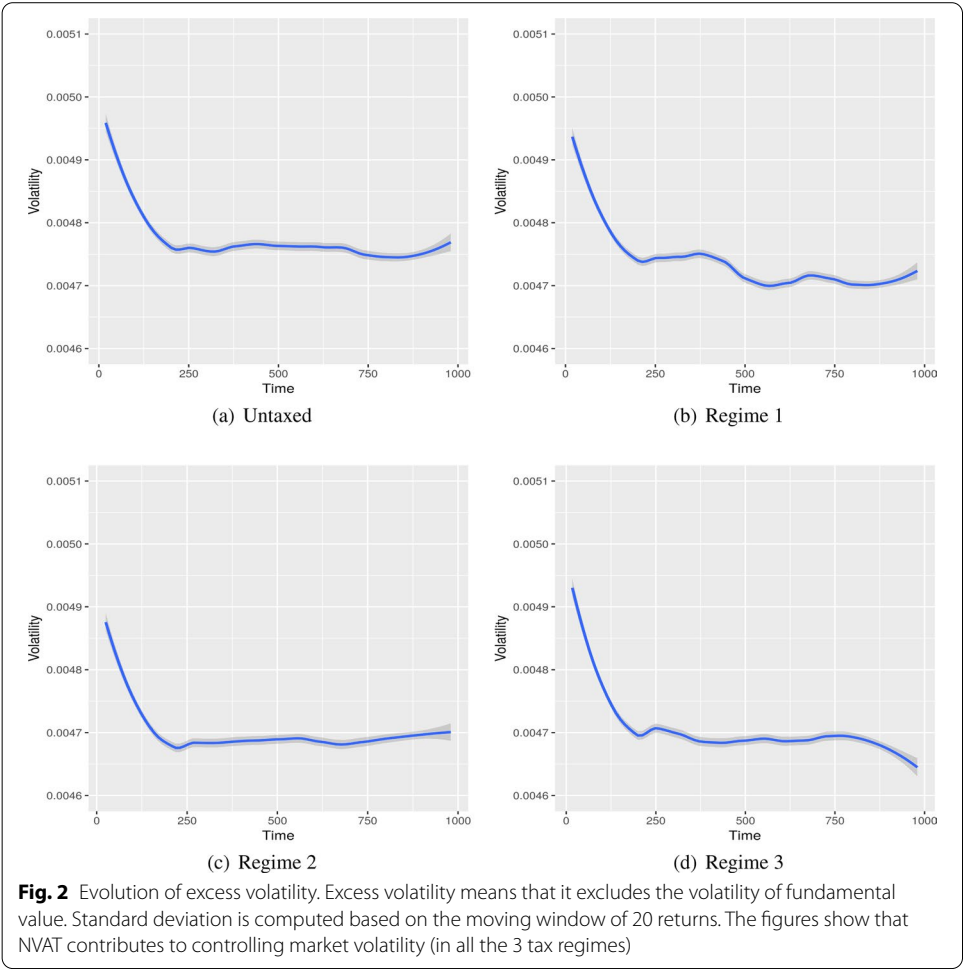 0.0051
0.0050
0.0049
0.0048
0.0047
0.0046
Volatility
0 250 500 750 1000
Time
(a) Untaxed
0.0051
0.0050
0.0049
0.0048
0.0047
0.0046
Volatility
0 250 500 750 1000
Time
(b) Regime 1
0.0051
0.0050
0.0049
0.0048
0.0047
0.0046
Volatility
0 250 500 750 1000
Time
(c) Regime 2
0.0051
0.0050
0.0049
0.0048
0.0047
0.0046
Volatility
0 250 500 750 1000
Time
(d) Regime 3
Fig. 2 Evolution of excess volatility. Excess volatility means that it excludes the volatility of fundamental
value. Standard deviation is computed based on the moving window of 20 returns. The figures show that
NVAT contributes to controlling market volatility (in all the 3 tax regimes)